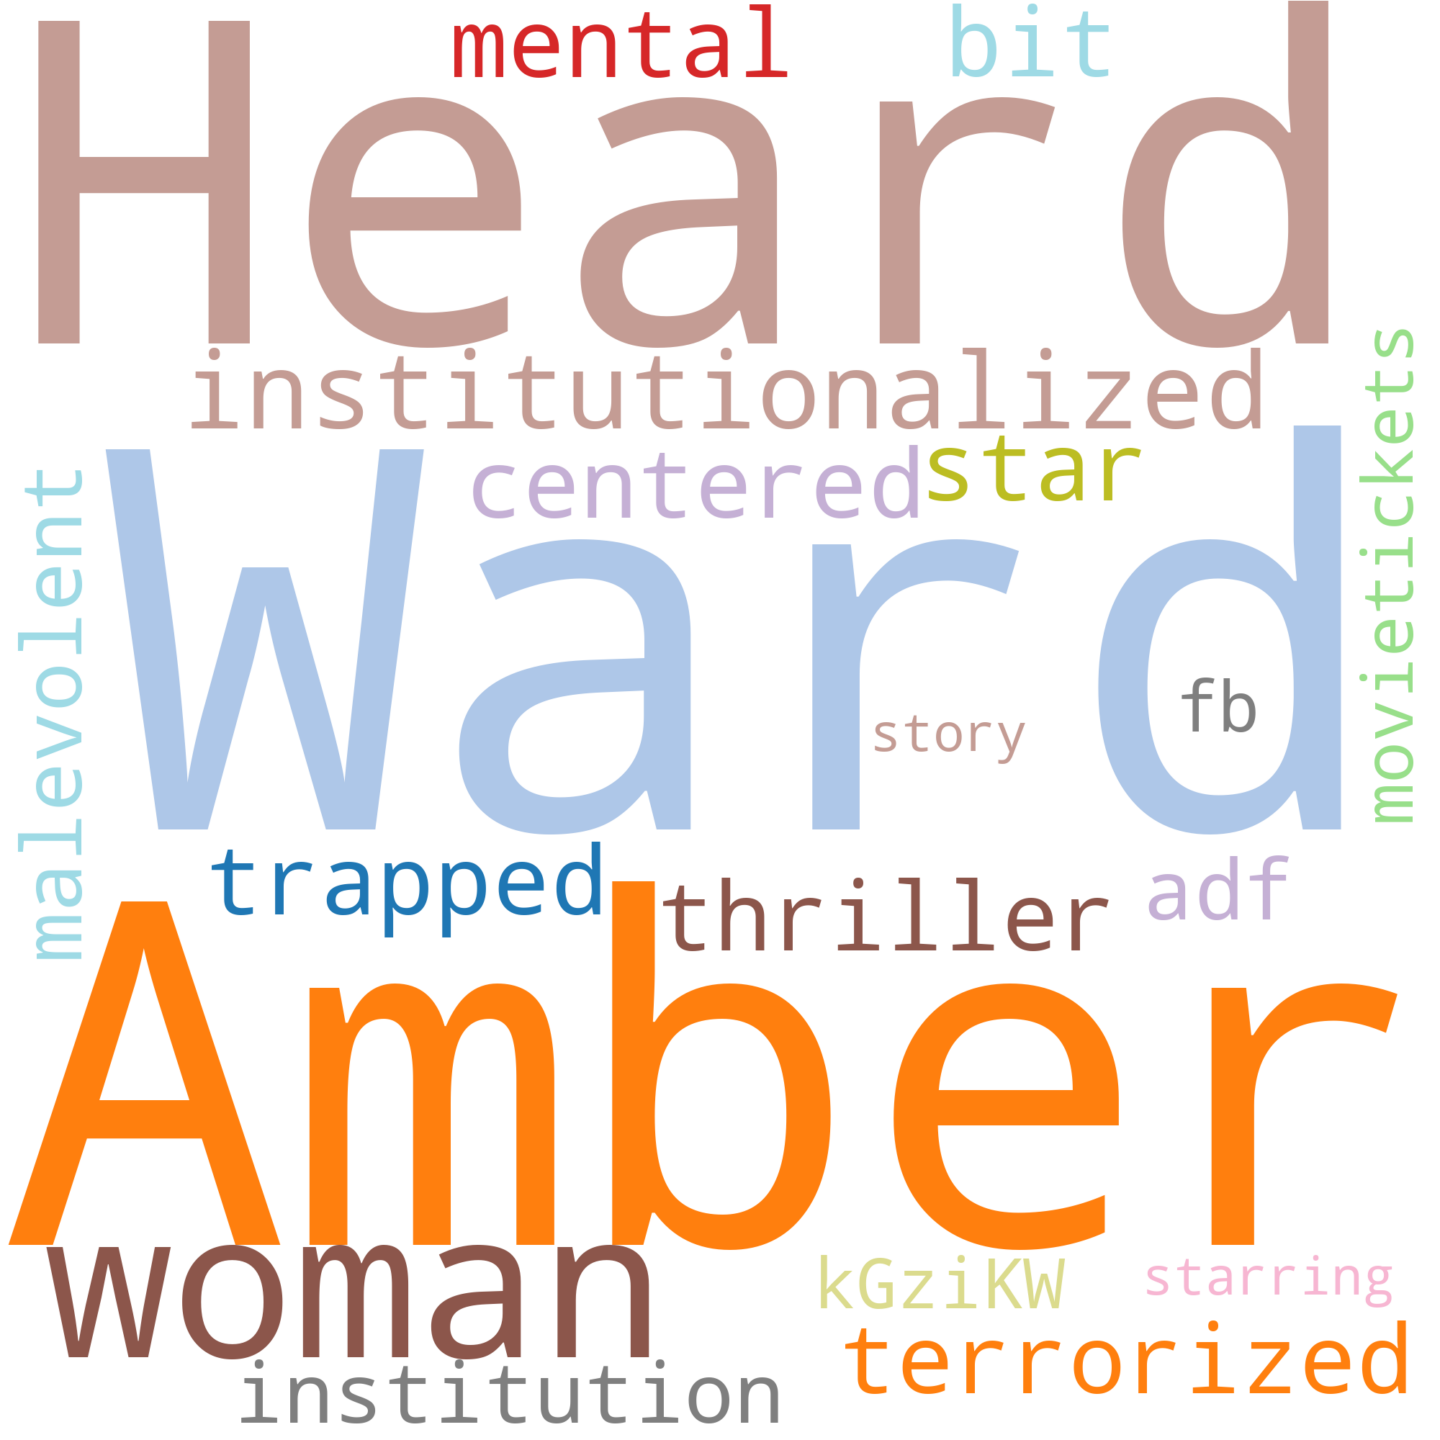 mental bit
Heard
institutionalized
movietickets
centered star
malevolent
Ward
fb
story
trapped thriller adf
Amber
woman
kGziKW starring
terrorized
institution